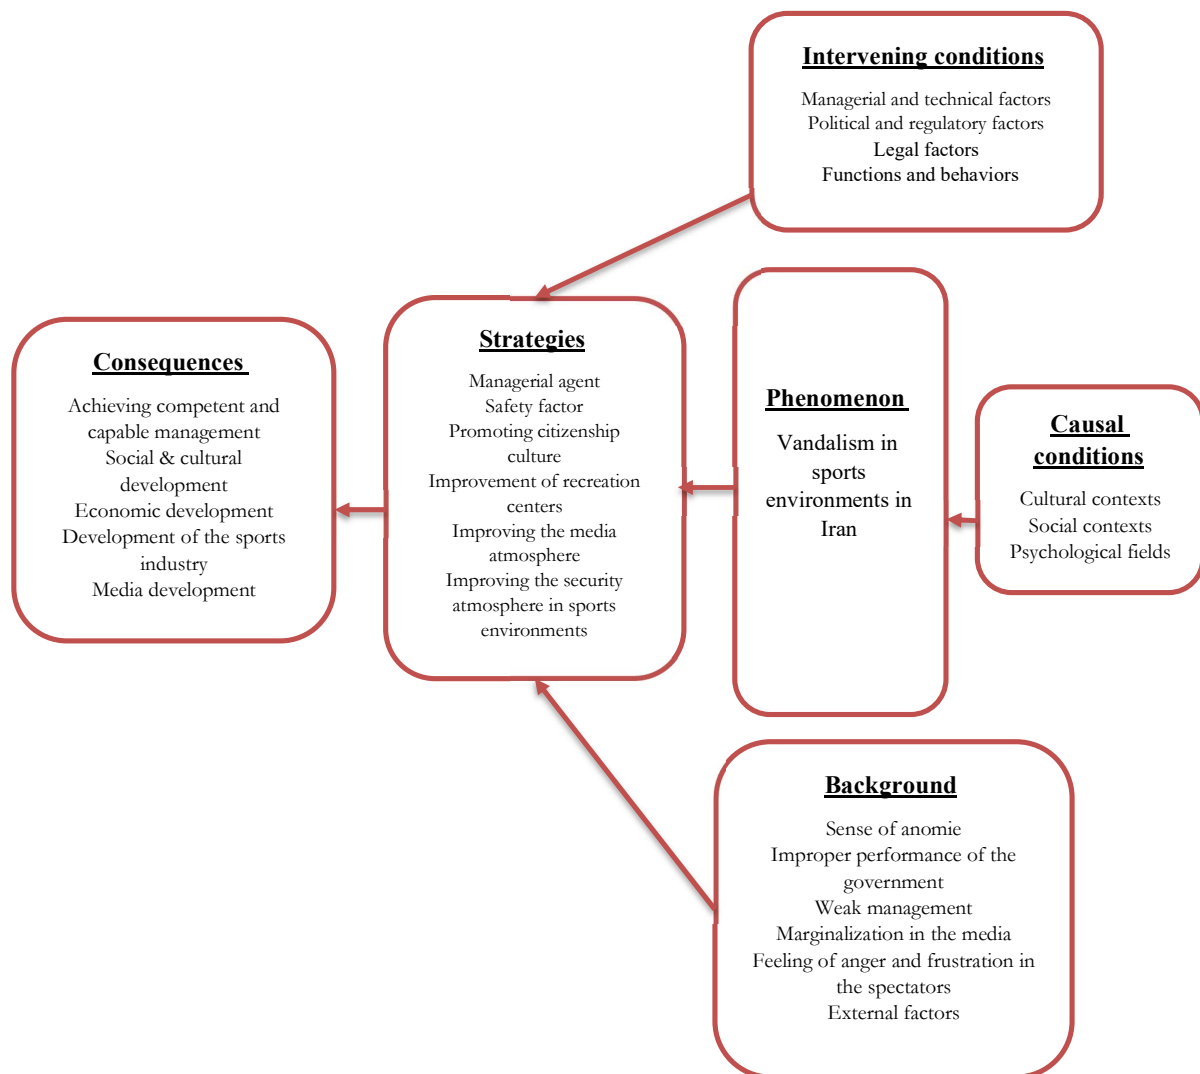 Intervening conditions
Managerial and technical factors
Political and regulatory factors
Legal factors
Functions and behaviors
Consequences
Achieving competent and
capable management
Social & cultural
development
Economic development
Development of the sports
industry
Media development
Strategies
Managerial agent
Safety factor
Promoting citizenship
culture
Improvement of recreation
centers
Improving the media
atmosphere
Improving the security
atmosphere in sports
environments
Phenomenon
Vandalism in
sports
environments in
Iran
Causal
conditions
Cultural contexts
Social contexts
Psychological fields
Background
Sense of anomie
Improper performance of the
government
Weak management
Marginalization in the media
Feeling of anger and frustration in
the spectators
External factors